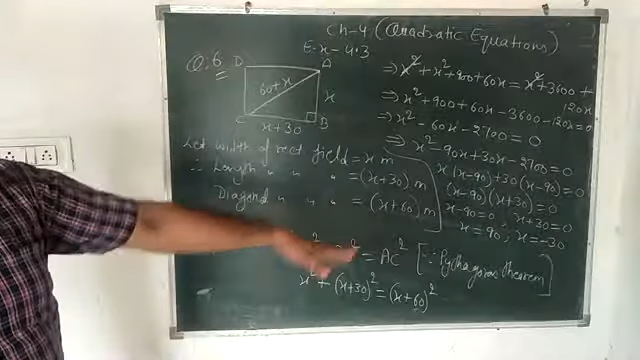 Ch-4 (Quadratic Equations)
Ex-4.3
Q.6
D A
60+x
x
C B
x+30
Let width of rect field = x m
∴ Length " " " = (x+30) m
Diagonal " " " = (x+60) m
² ² = AC² [∵ Pythagoras theorem]
x² + (x+30)² = (x+60)²
⇒ x² + x² + 900 + 60x = x² + 3600 + 120x
⇒ x² + 900 + 60x - 3600 - 120x = 0
⇒ x² - 60x - 2700 = 0
⇒ x² - 90x + 30x - 2700 = 0
x(x-90) + 30(x-90) = 0
(x-90)(x+30) = 0
x-90 = 0 , x+30 = 0
x = 90 ; x = -30